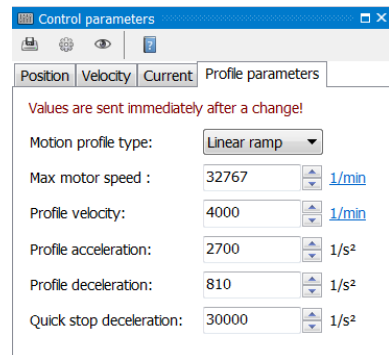 Control parameters
?
Position Velocity Current Profile parameters
Values are sent immediately after a change!
Motion profile type: Linear ramp
Max motor speed : 32767 1/min
Profile velocity: 4000 1/min
Profile acceleration: 2700 1/s²
Profile deceleration: 810 1/s²
Quick stop deceleration: 30000 1/s²